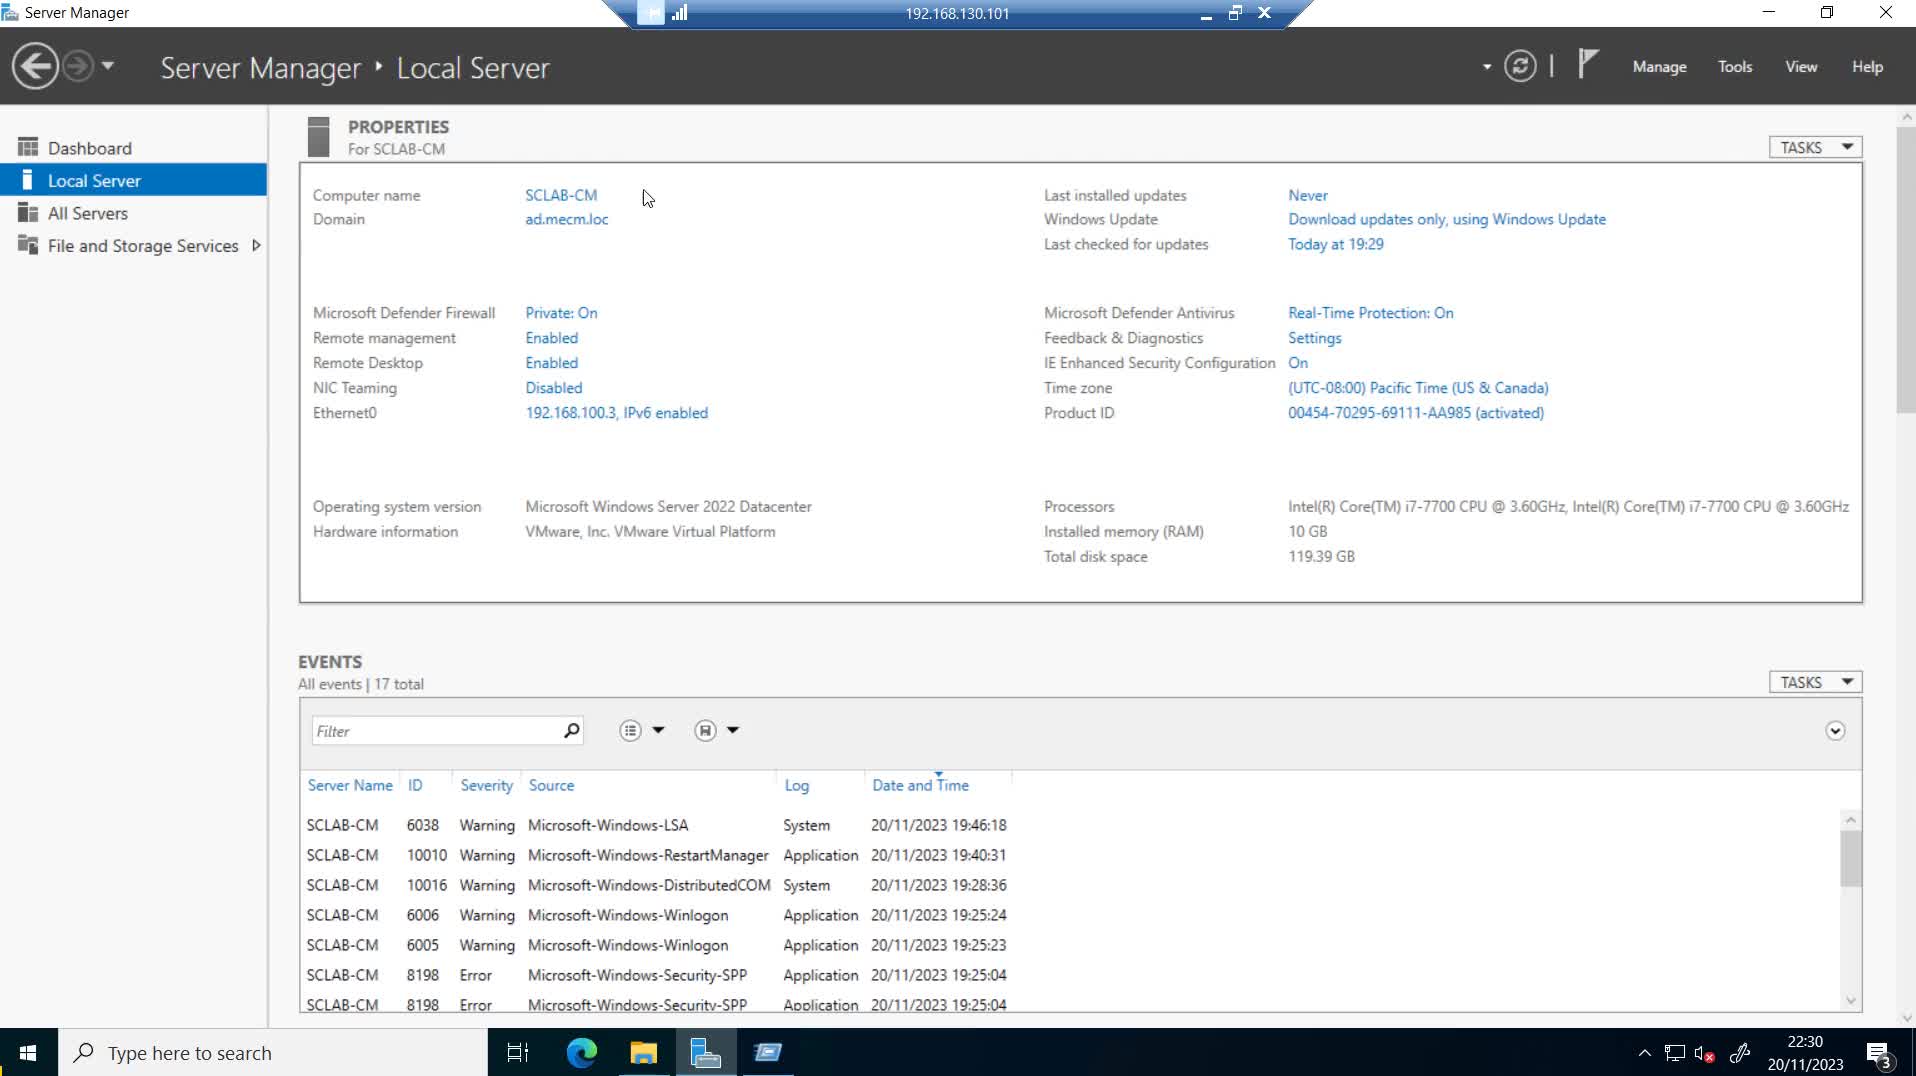 Server Manager
192.168.130.101
Server Manager Local Server
Manage Tools View Help
Dashboard
Local Server
All Servers
File and Storage Services
PROPERTIES
For SCLAB-CM
TASKS
Computer name SCLAB-CM
Domain ad.mecm.loc
Last installed updates Never
Windows Update Download updates only, using Windows Update
Last checked for updates Today at 19:29
Microsoft Defender Firewall Private: On
Remote management Enabled
Remote Desktop Enabled
NIC Teaming Disabled
Ethernet0 192.168.100.3, IPv6 enabled
Microsoft Defender Antivirus Real-Time Protection: On
Feedback & Diagnostics Settings
IE Enhanced Security Configuration On
Time zone (UTC-08:00) Pacific Time (US & Canada)
Product ID 00454-70295-69111-AA985 (activated)
Operating system version Microsoft Windows Server 2022 Datacenter
Hardware information VMware, Inc. VMware Virtual Platform
Processors Intel(R) Core(TM) i7-7700 CPU @ 3.60GHz, Intel(R) Core(TM) i7-7700 CPU @ 3.60GHz
Installed memory (RAM) 10 GB
Total disk space 119.39 GB
EVENTS
All events | 17 total
TASKS
Filter
Server Name ID Severity Source Log Date and Time
SCLAB-CM 6038 Warning Microsoft-Windows-LSA System 20/11/2023 19:46:18
SCLAB-CM 10010 Warning Microsoft-Windows-RestartManager Application 20/11/2023 19:40:31
SCLAB-CM 10016 Warning Microsoft-Windows-DistributedCOM System 20/11/2023 19:28:36
SCLAB-CM 6006 Warning Microsoft-Windows-Winlogon Application 20/11/2023 19:25:24
SCLAB-CM 6005 Warning Microsoft-Windows-Winlogon Application 20/11/2023 19:25:23
SCLAB-CM 8198 Error Microsoft-Windows-Security-SPP Application 20/11/2023 19:25:04
SCLAB-CM 8198 Error Microsoft-Windows-Security-SPP Application 20/11/2023 19:25:04
Type here to search
22:30
20/11/2023
3